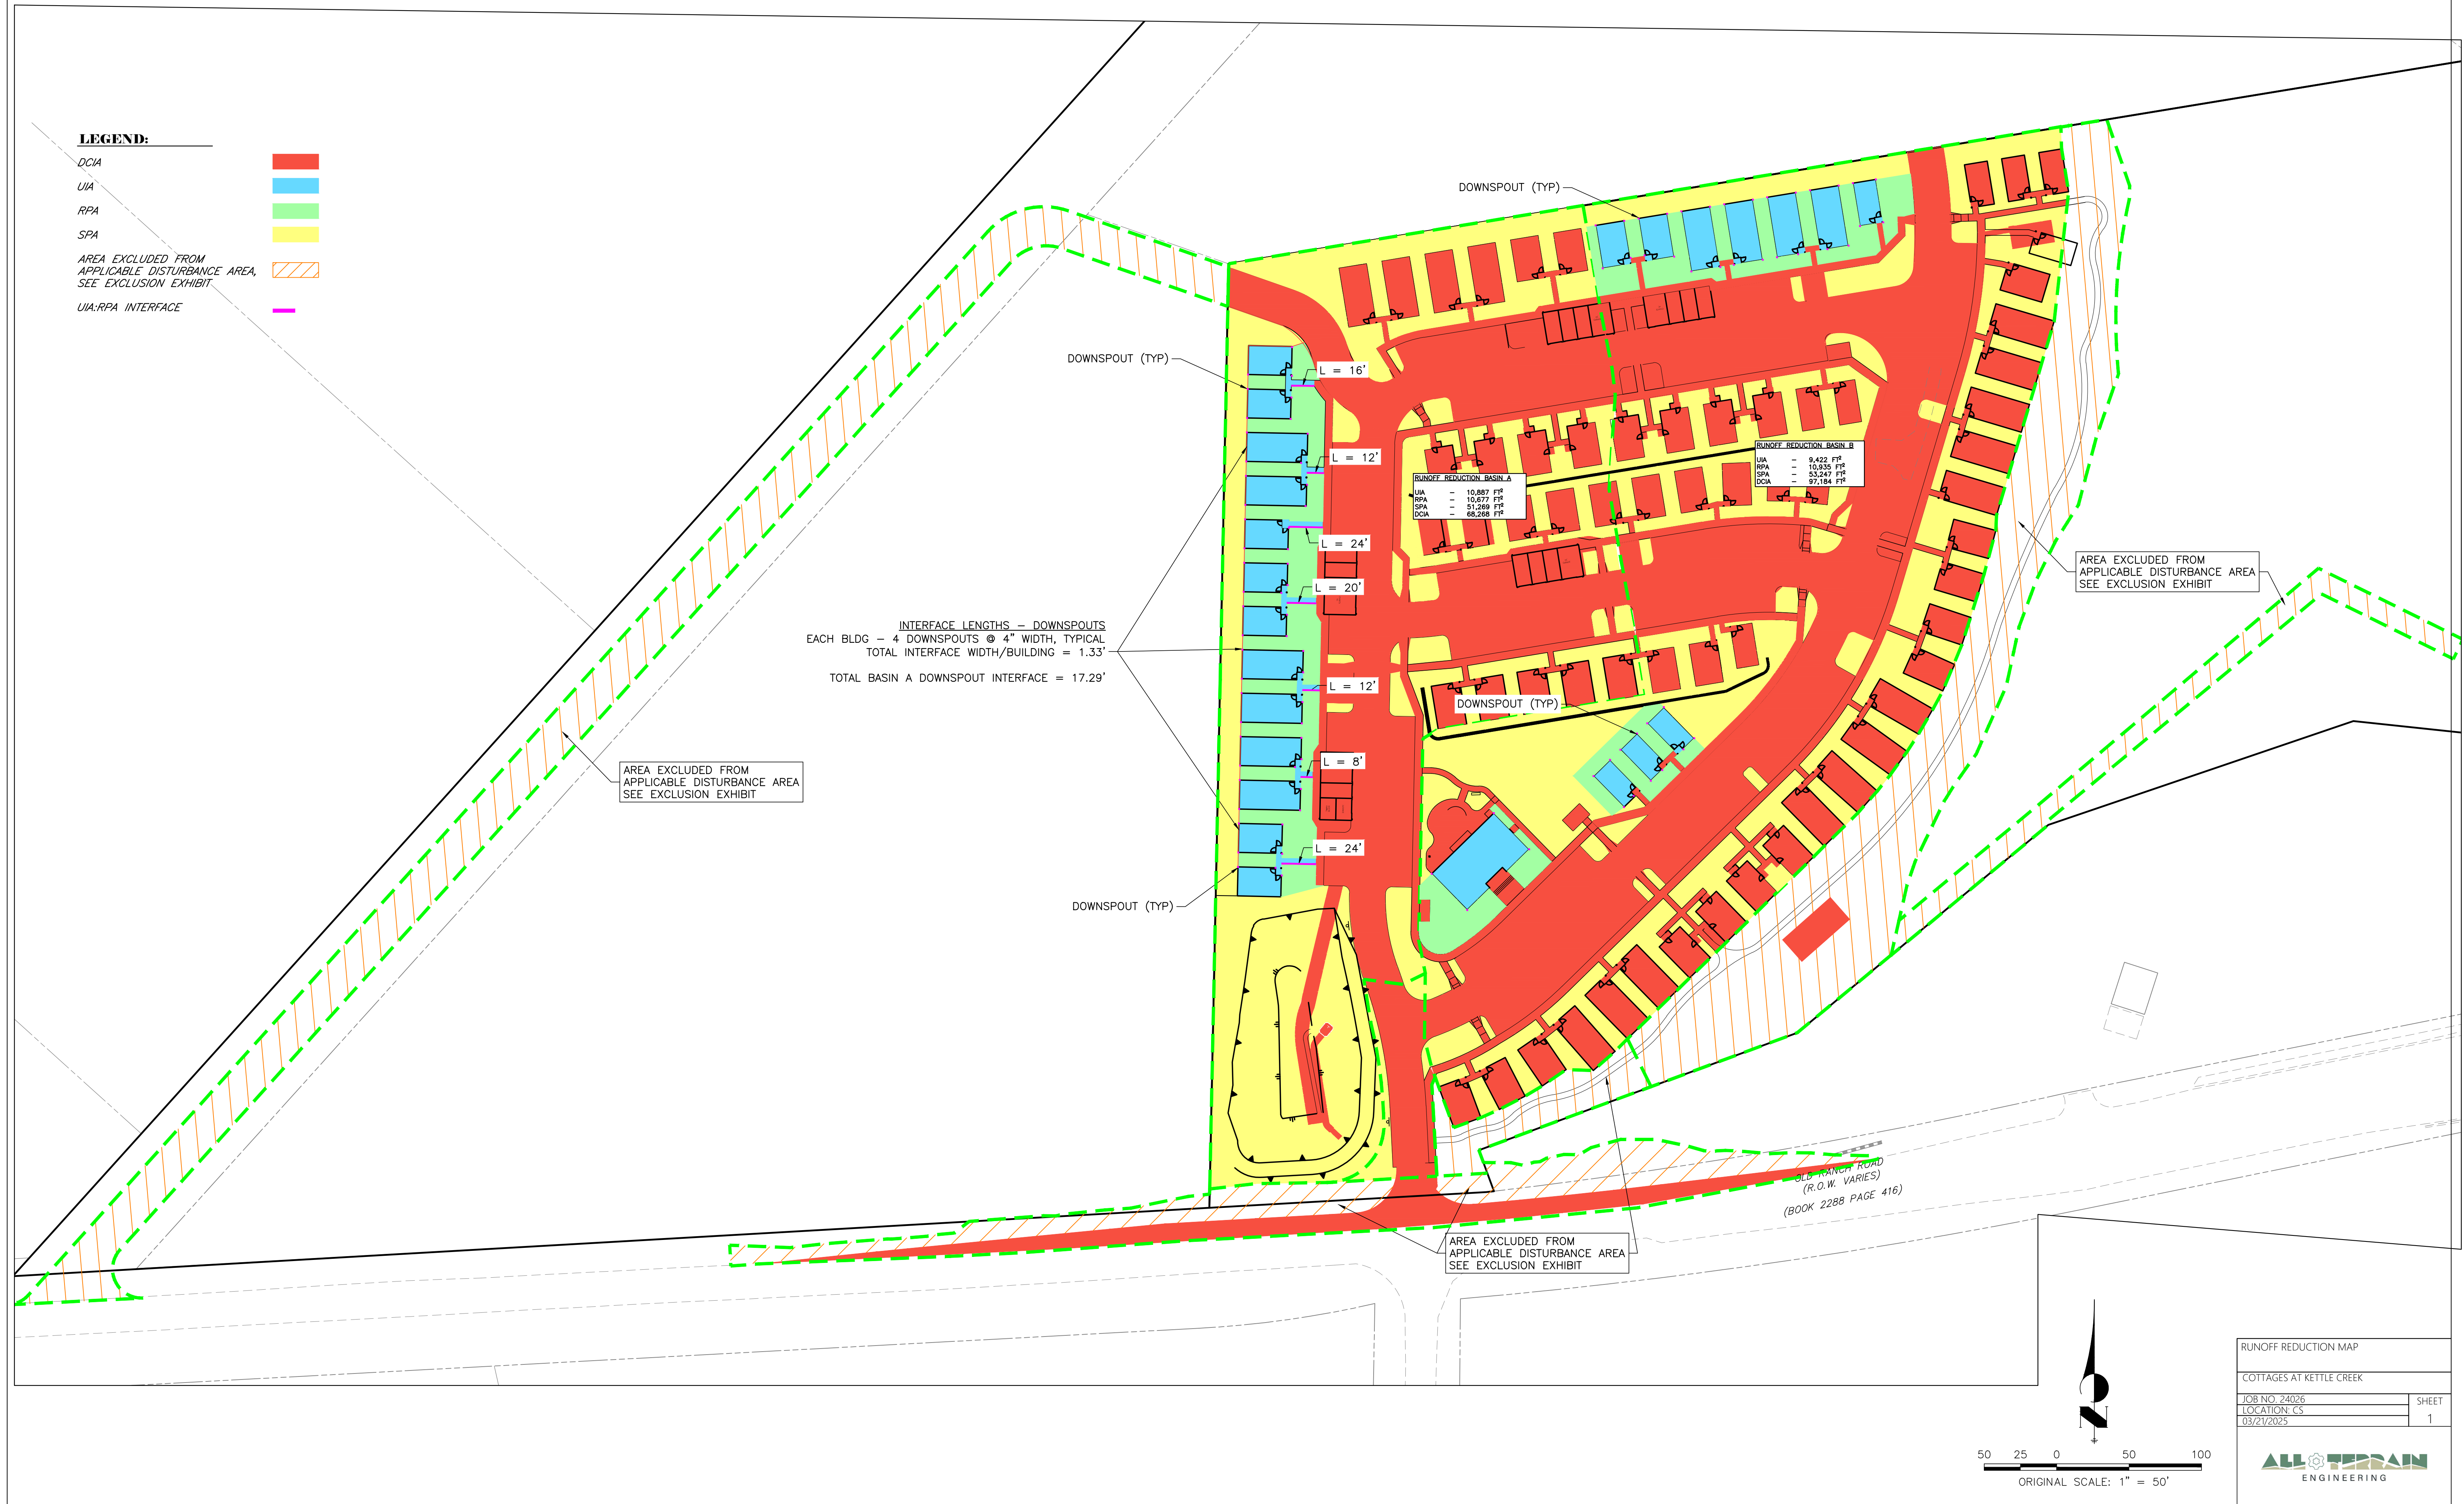 LEGEND:
DCIA
UIA
RPA
SPA
AREA EXCLUDED FROM
APPLICABLE DISTURBANCE AREA,
SEE EXCLUSION EXHIBIT
UIA:RPA INTERFACE
DOWNSPOUT (TYP)
DOWNSPOUT (TYP)
L = 16'
L = 12'
L = 24'
L = 20'
L = 12'
L = 8'
L = 24'
RUNOFF REDUCTION BASIN A
UIA - 10,887 FT²
RPA - 10,677 FT²
SPA - 51,269 FT²
DCIA - 68,268 FT²
RUNOFF REDUCTION BASIN B
UIA - 9,422 FT²
RPA - 10,935 FT²
SPA - 53,247 FT²
DCIA - 97,184 FT²
INTERFACE LENGTHS - DOWNSPOUTS
EACH BLDG - 4 DOWNSPOUTS @ 4" WIDTH, TYPICAL
TOTAL INTERFACE WIDTH/BUILDING = 1.33'
TOTAL BASIN A DOWNSPOUT INTERFACE = 17.29'
AREA EXCLUDED FROM
APPLICABLE DISTURBANCE AREA
SEE EXCLUSION EXHIBIT
DOWNSPOUT (TYP)
AREA EXCLUDED FROM
APPLICABLE DISTURBANCE AREA
SEE EXCLUSION EXHIBIT
DOWNSPOUT (TYP)
OLD RANCH ROAD
(R.O.W. VARIES)
(BOOK 2288 PAGE 416)
AREA EXCLUDED FROM
APPLICABLE DISTURBANCE AREA
SEE EXCLUSION EXHIBIT
N
50 25 0 50 100
ORIGINAL SCALE: 1" = 50'
RUNOFF REDUCTION MAP
COTTAGES AT KETTLE CREEK
JOB NO. 24026
LOCATION: CS
03/21/2025
SHEET
1
ALL TERRAIN
ENGINEERING